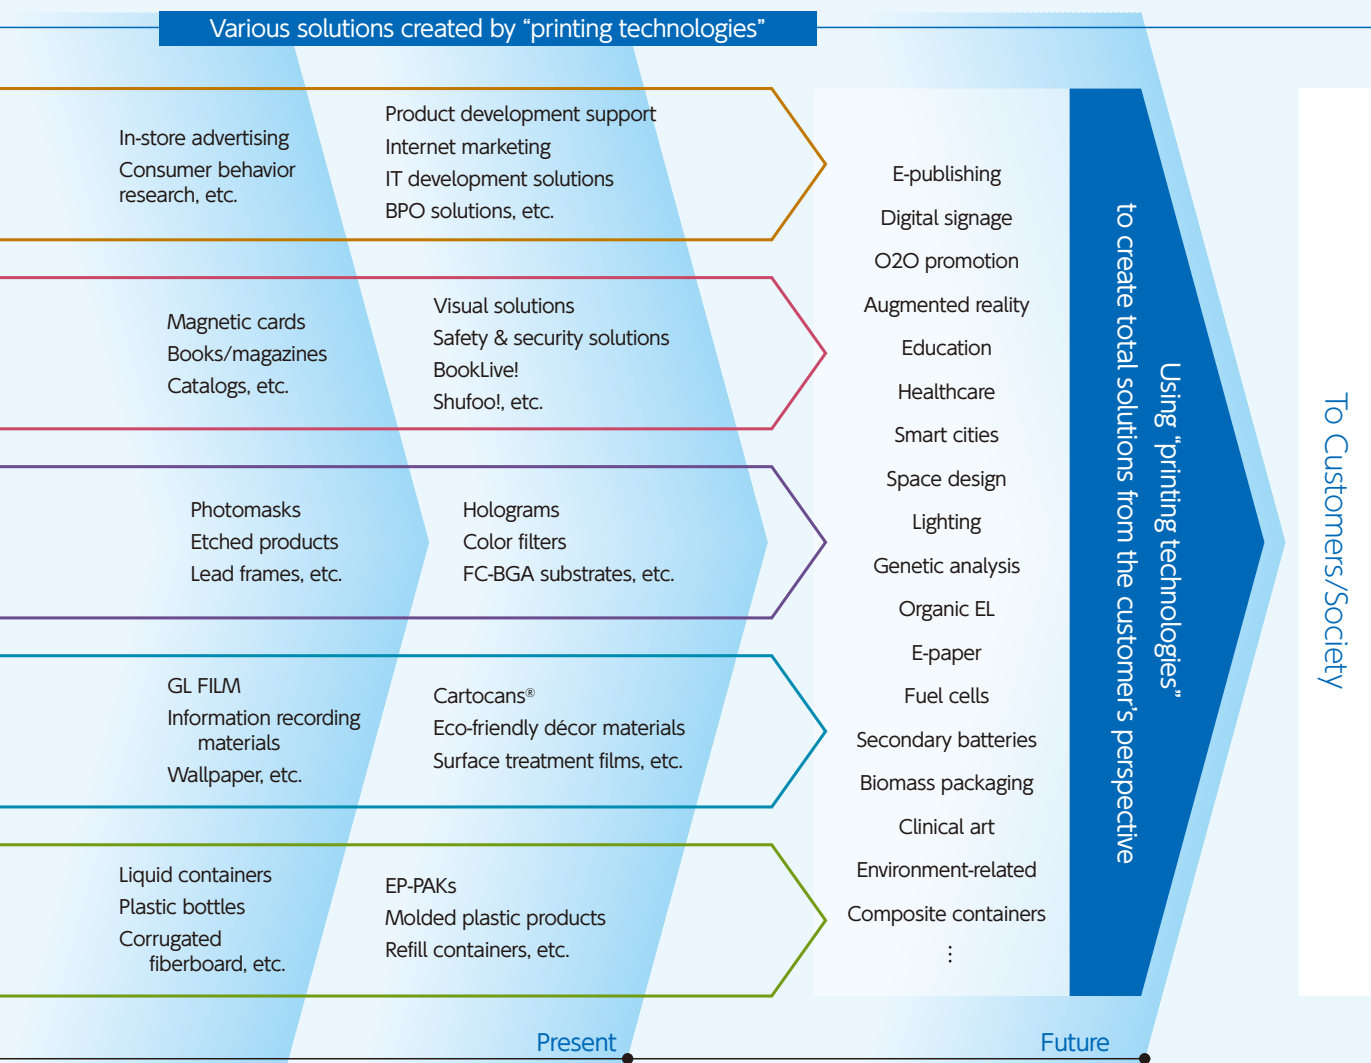 Various solutions created by “printing technologies”
In-store advertising
Consumer behavior
research, etc.
Product development support
Internet marketing
IT development solutions
BPO solutions, etc.
Magnetic cards
Books/magazines
Catalogs, etc.
Visual solutions
Safety & security solutions
BookLive!
Shufoo!, etc.
Photomasks
Etched products
Lead frames, etc.
Holograms
Color filters
FC-BGA substrates, etc.
GL FILM
Information recording
materials
Wallpaper, etc.
Cartocans®
Eco-friendly décor materials
Surface treatment films, etc.
Liquid containers
Plastic bottles
Corrugated
fiberboard, etc.
EP-PAKs
Molded plastic products
Refill containers, etc.
E-publishing
Digital signage
O2O promotion
Augmented reality
Education
Healthcare
Smart cities
Space design
Lighting
Genetic analysis
Organic EL
E-paper
Fuel cells
Secondary batteries
Biomass packaging
Clinical art
Environment-related
Composite containers
⋮
Using “printing technologies”
to create total solutions from the customer’s perspective
To Customers/Society
Present
Future